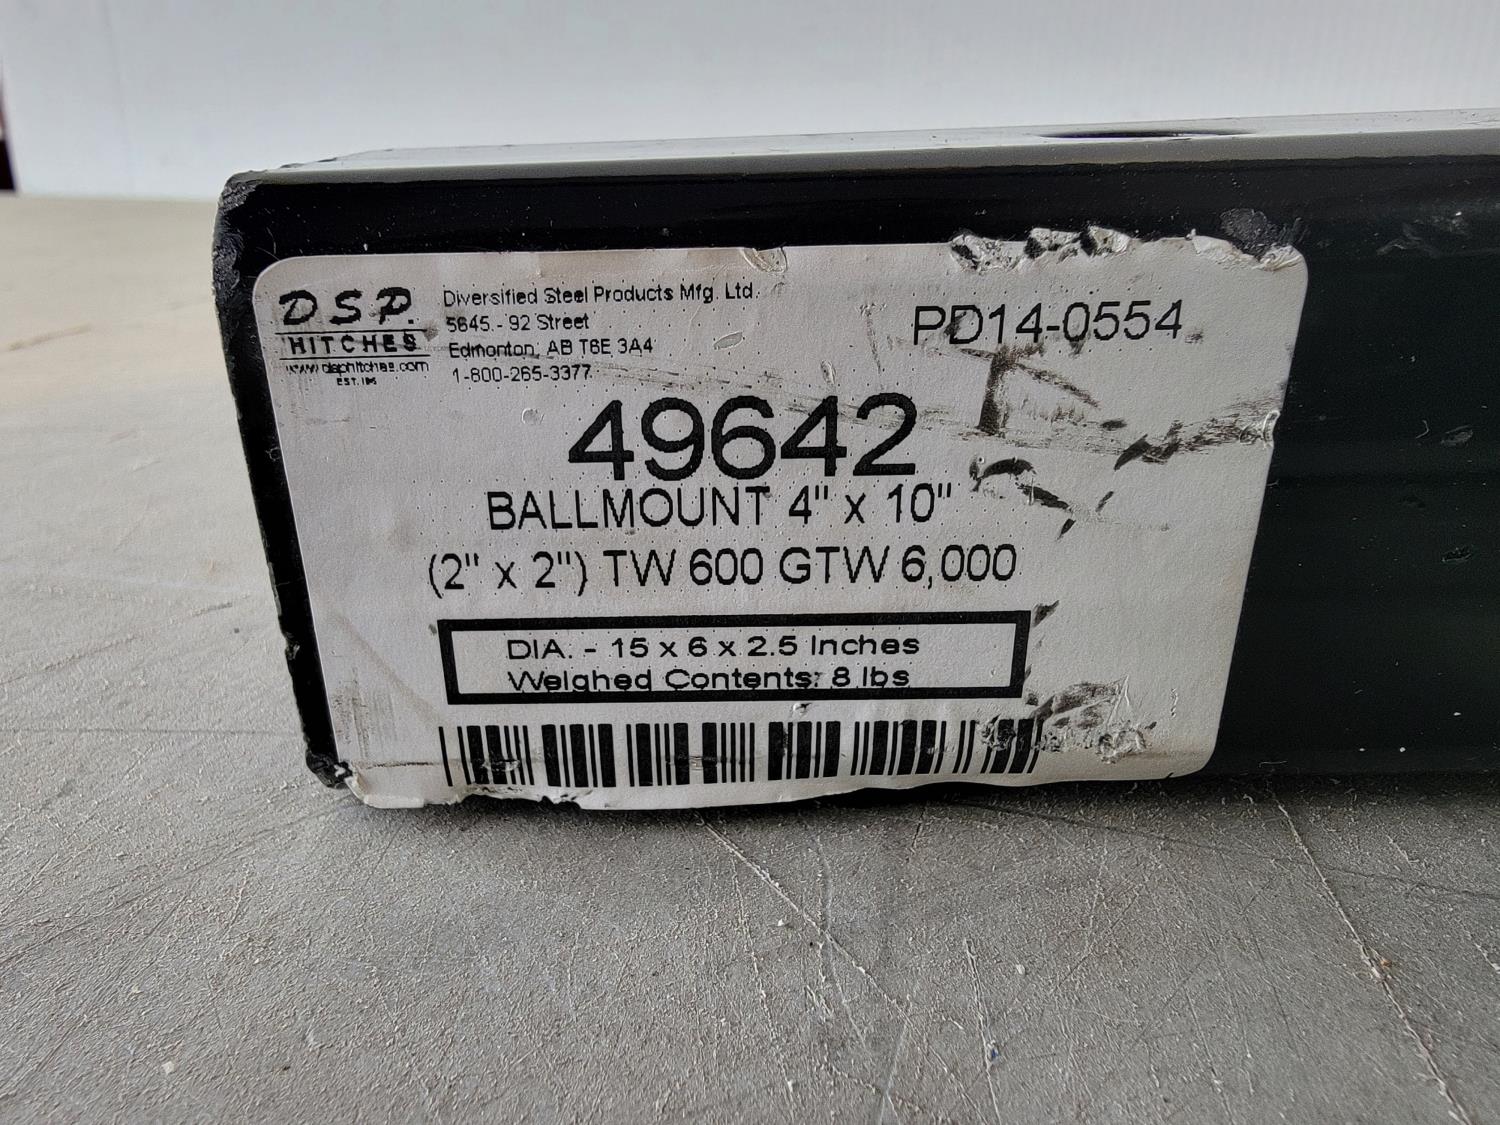 DSP.
HITCHES
www.dsphitches.com
Diversified Steel Products Mfg. Ltd.
5645 - 92 Street
Edmonton, AB T6E 3A4
1-800-265-3377
PD14-0554
49642
BALLMOUNT 4" x 10"
(2" x 2") TW 600 GTW 6,000
DIA. - 15 x 6 x 2.5 Inches
Weighed Contents: 8 lbs